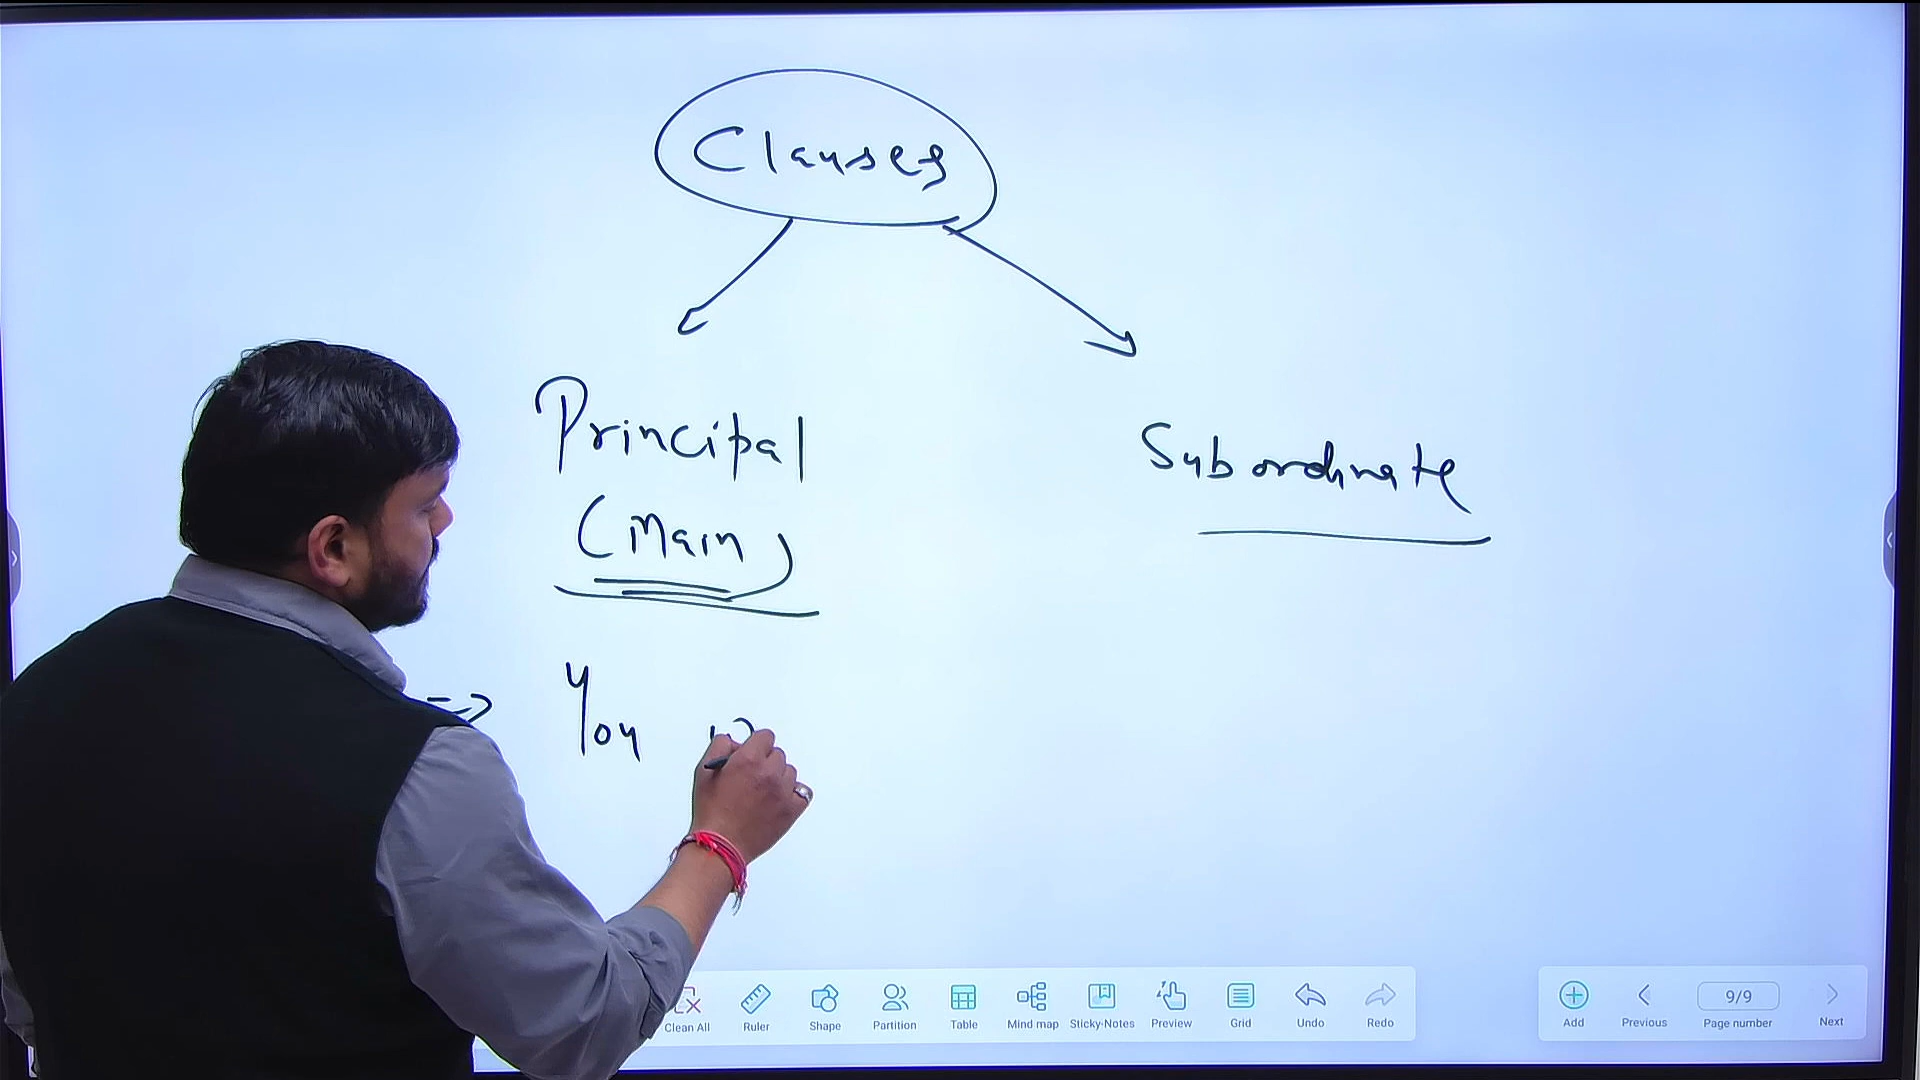 Clauses
Principal
(Main)
Subordinate
=> You
Clean All Ruler Shape Partition Table Mind map Sticky-Notes Preview Grid Undo Redo
9/9
Add Previous Page number Next